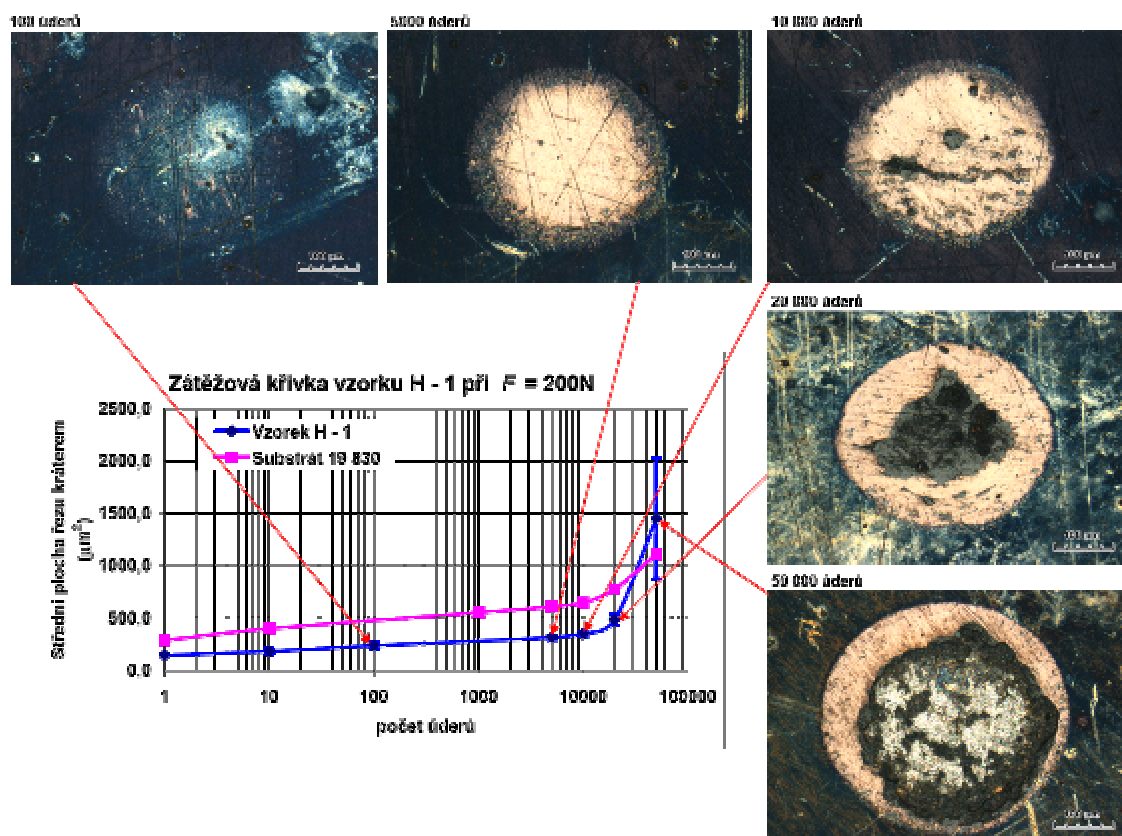 100 úderů
5000 úderů
10 000 úderů
100 µm
20 000 úderů
Zátěžová křivka vzorku H - 1 při F = 200N
Střední plocha řezu kráterem
(µm²)
2500,0
2000,0
1500,0
1000,0
500,0
0,0
Vzorek H - 1
Substrát 19 830
1
10
100
1000
10000
100000
počet úderů
50 000 úderů